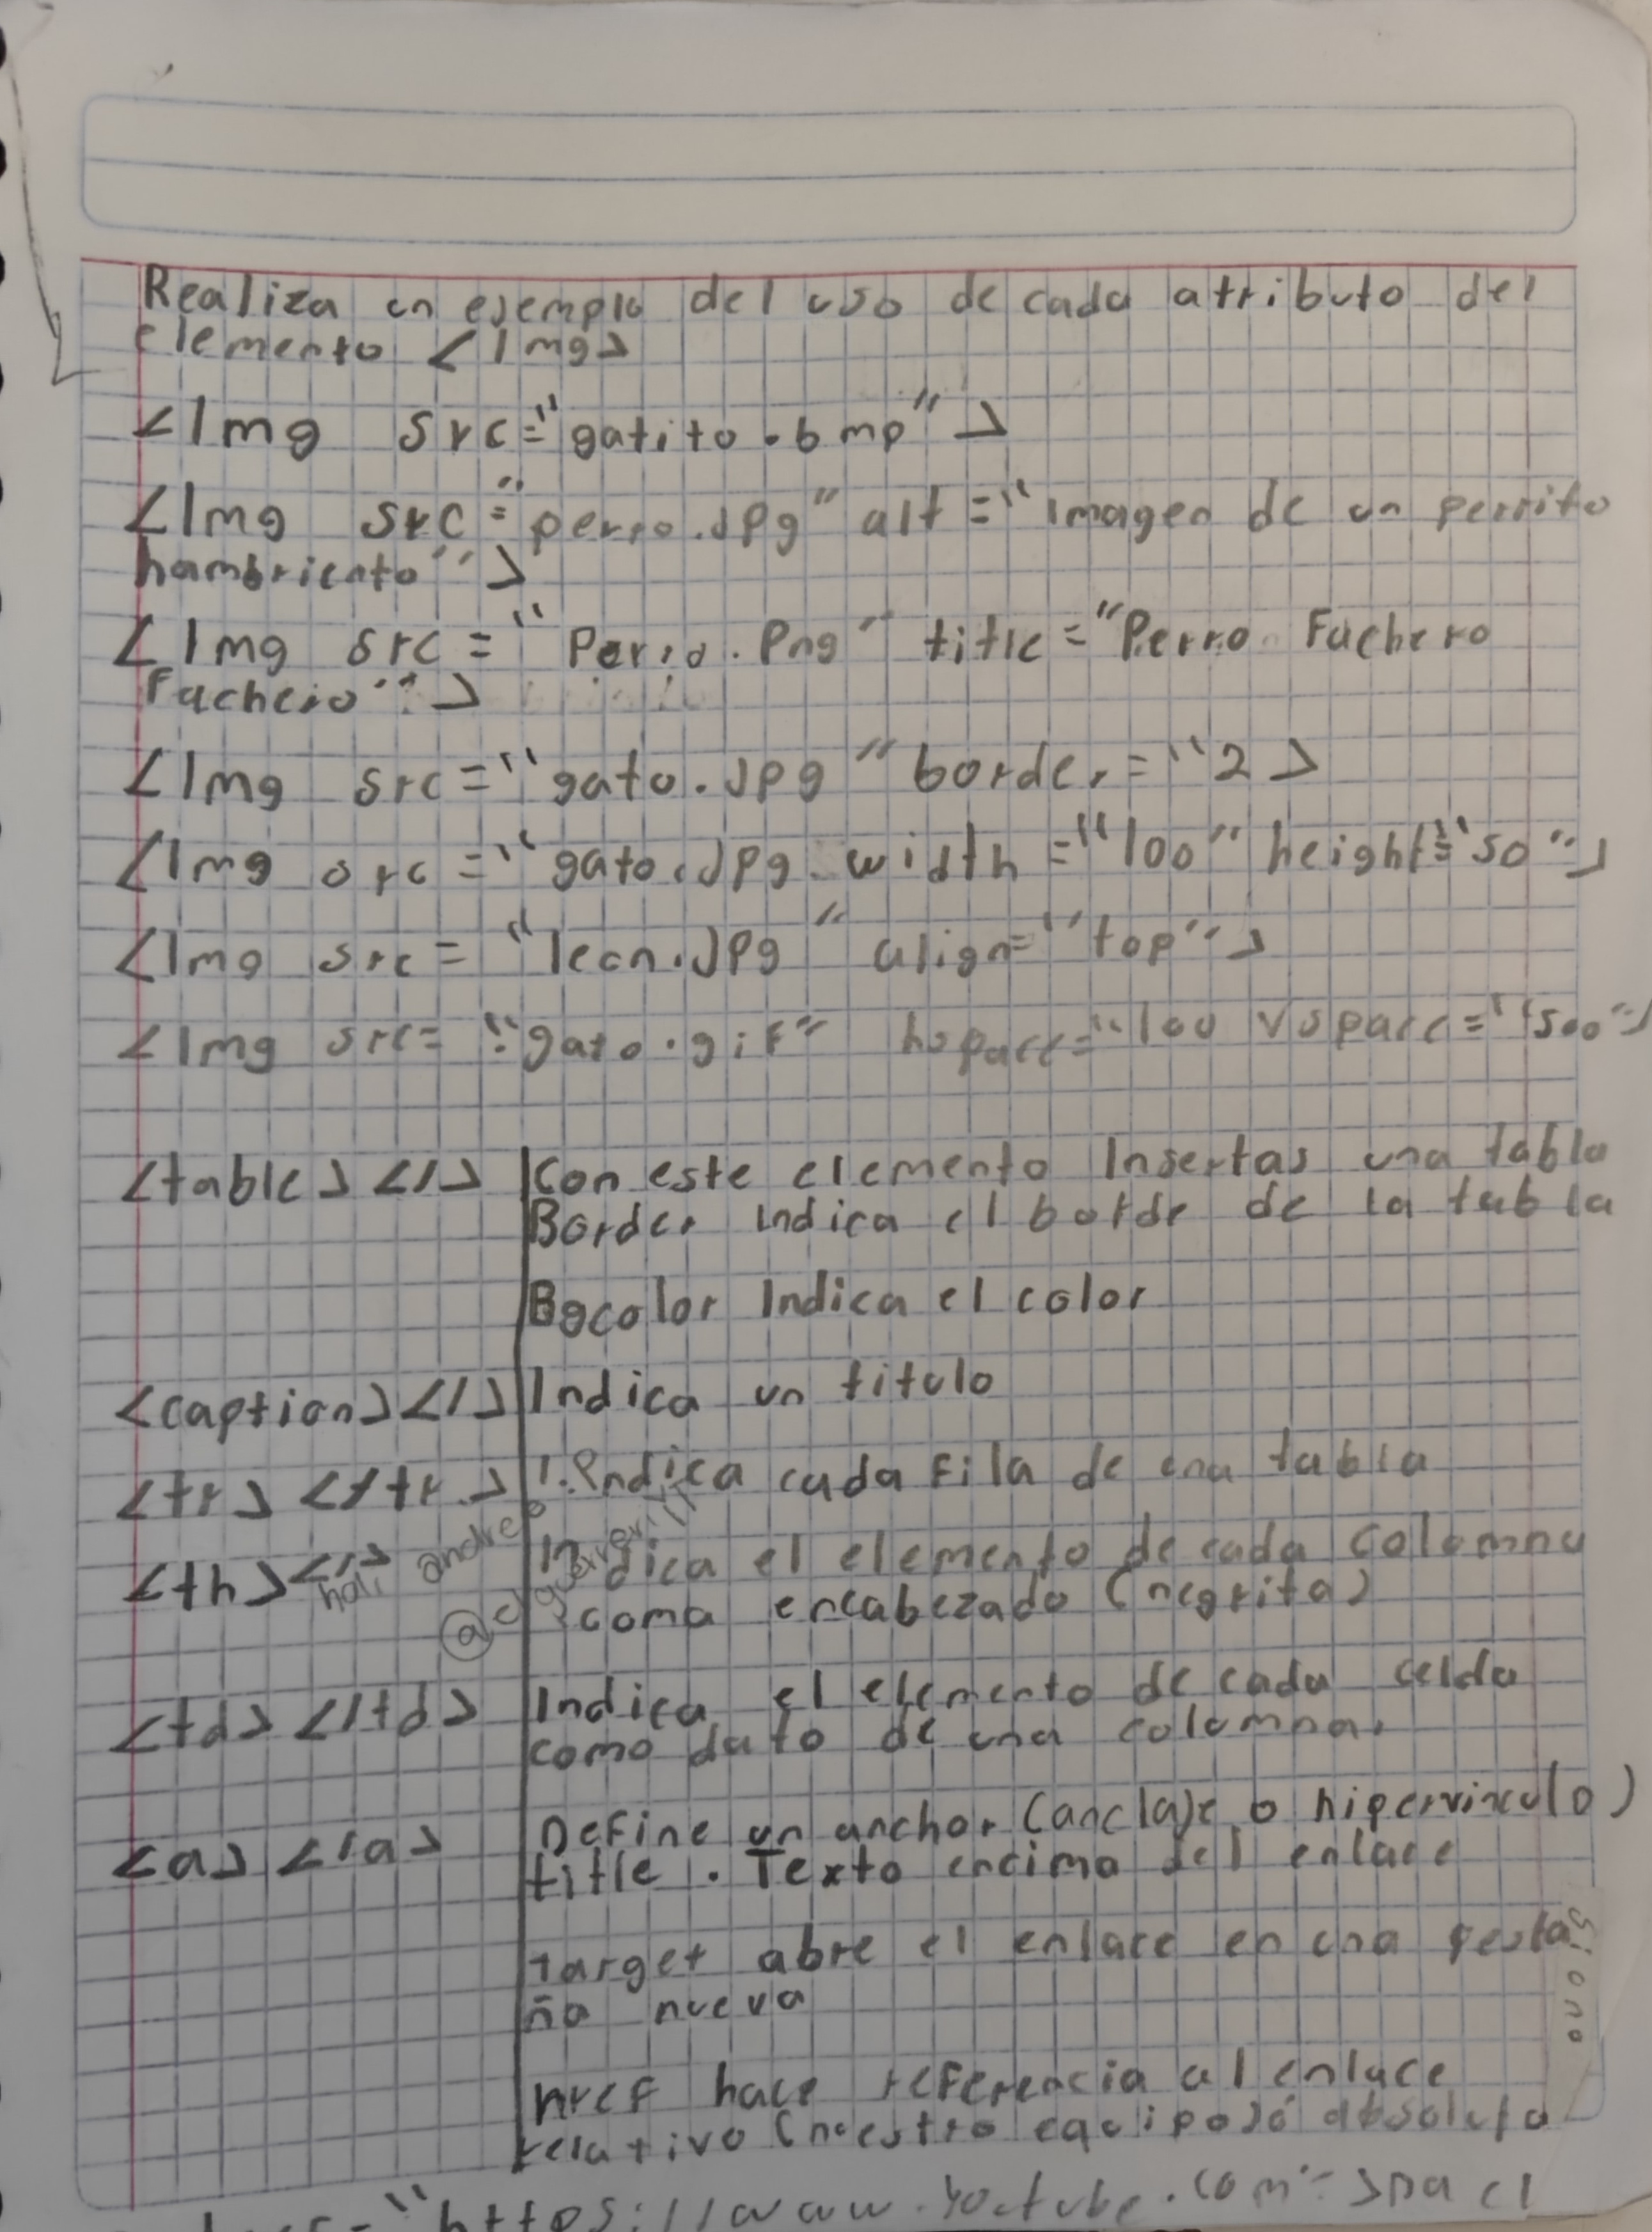 Realiza un ejemplo del uso de cada atributo del
elemento <Img>
<Img src="gatito.bmp">
<Img src="perro.Jpg" alt="Imagen de un perrito
hambriento">
<Img src="Perro.Png" title="Perro Fachero
Fachero">
<Img src="gato.Jpg" border="2>
<Img src="gato.Jpg width="100" height="50">
<Img src="leon.Jpg" align="top">
<Img src="gato.gif" hspace="100 vspace="500">
<table></> Con este elemento Insertas una tabla
Border indica el borde de la tabla
Bgcolor Indica el color
<caption></> Indica un titulo
<tr></tr> Indica cada Fila de una tabla
<th></> Indica el elemento de cada columna
como encabezado (negrita)
hali andreo
@elguerreri
<td></td> Indica el elemento de cada celda
como dato de una columna.
<a></a> Define un anchor (anclaje o hipervinculo)
title. Texto encima del enlace
target abre el enlace en una pesta
ña nueva
href hace referencia al enlace
relativo (nuestro equipo) o absoluto
="https://www.youtube.com">
si ono